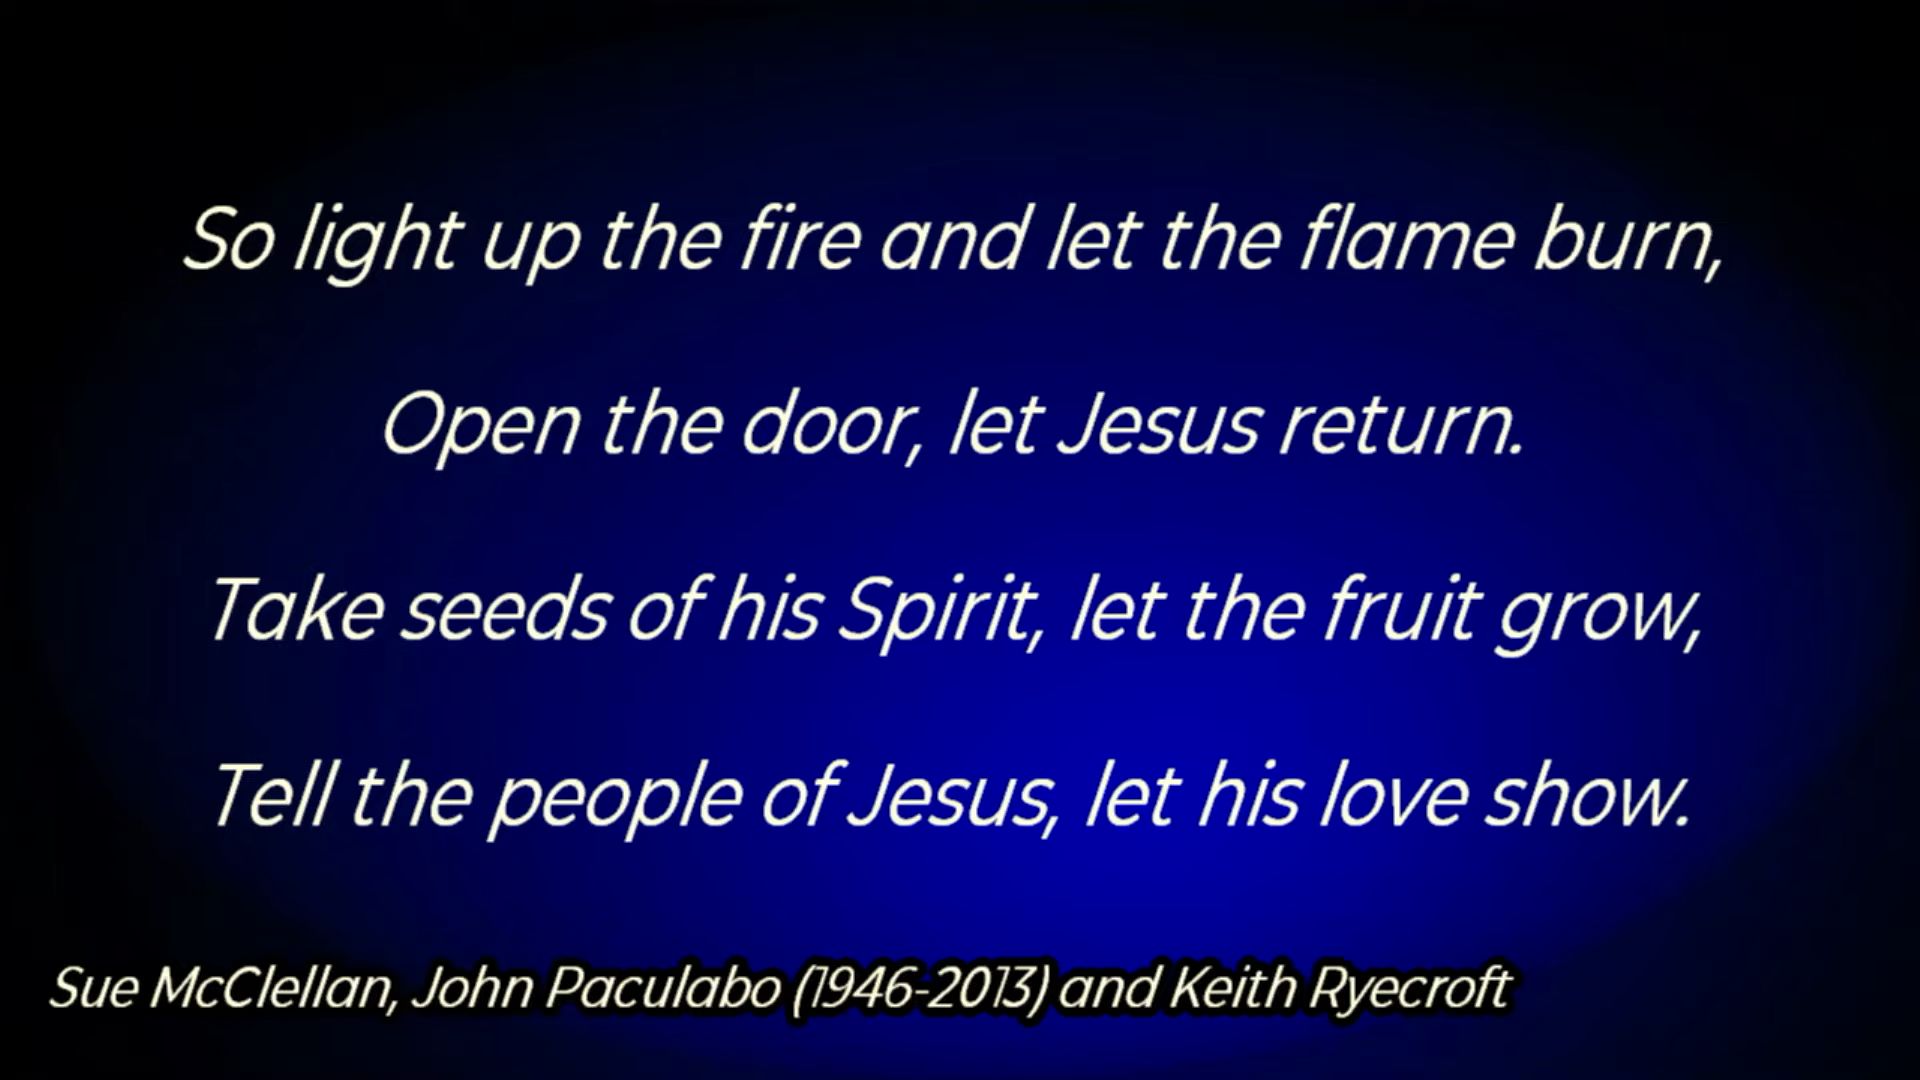 So light up the fire and let the flame burn,
Open the door, let Jesus return.
Take seeds of his Spirit, let the fruit grow,
Tell the people of Jesus, let his love show.
Sue McClellan, John Paculabo (1946-2013) and Keith Ryecroft